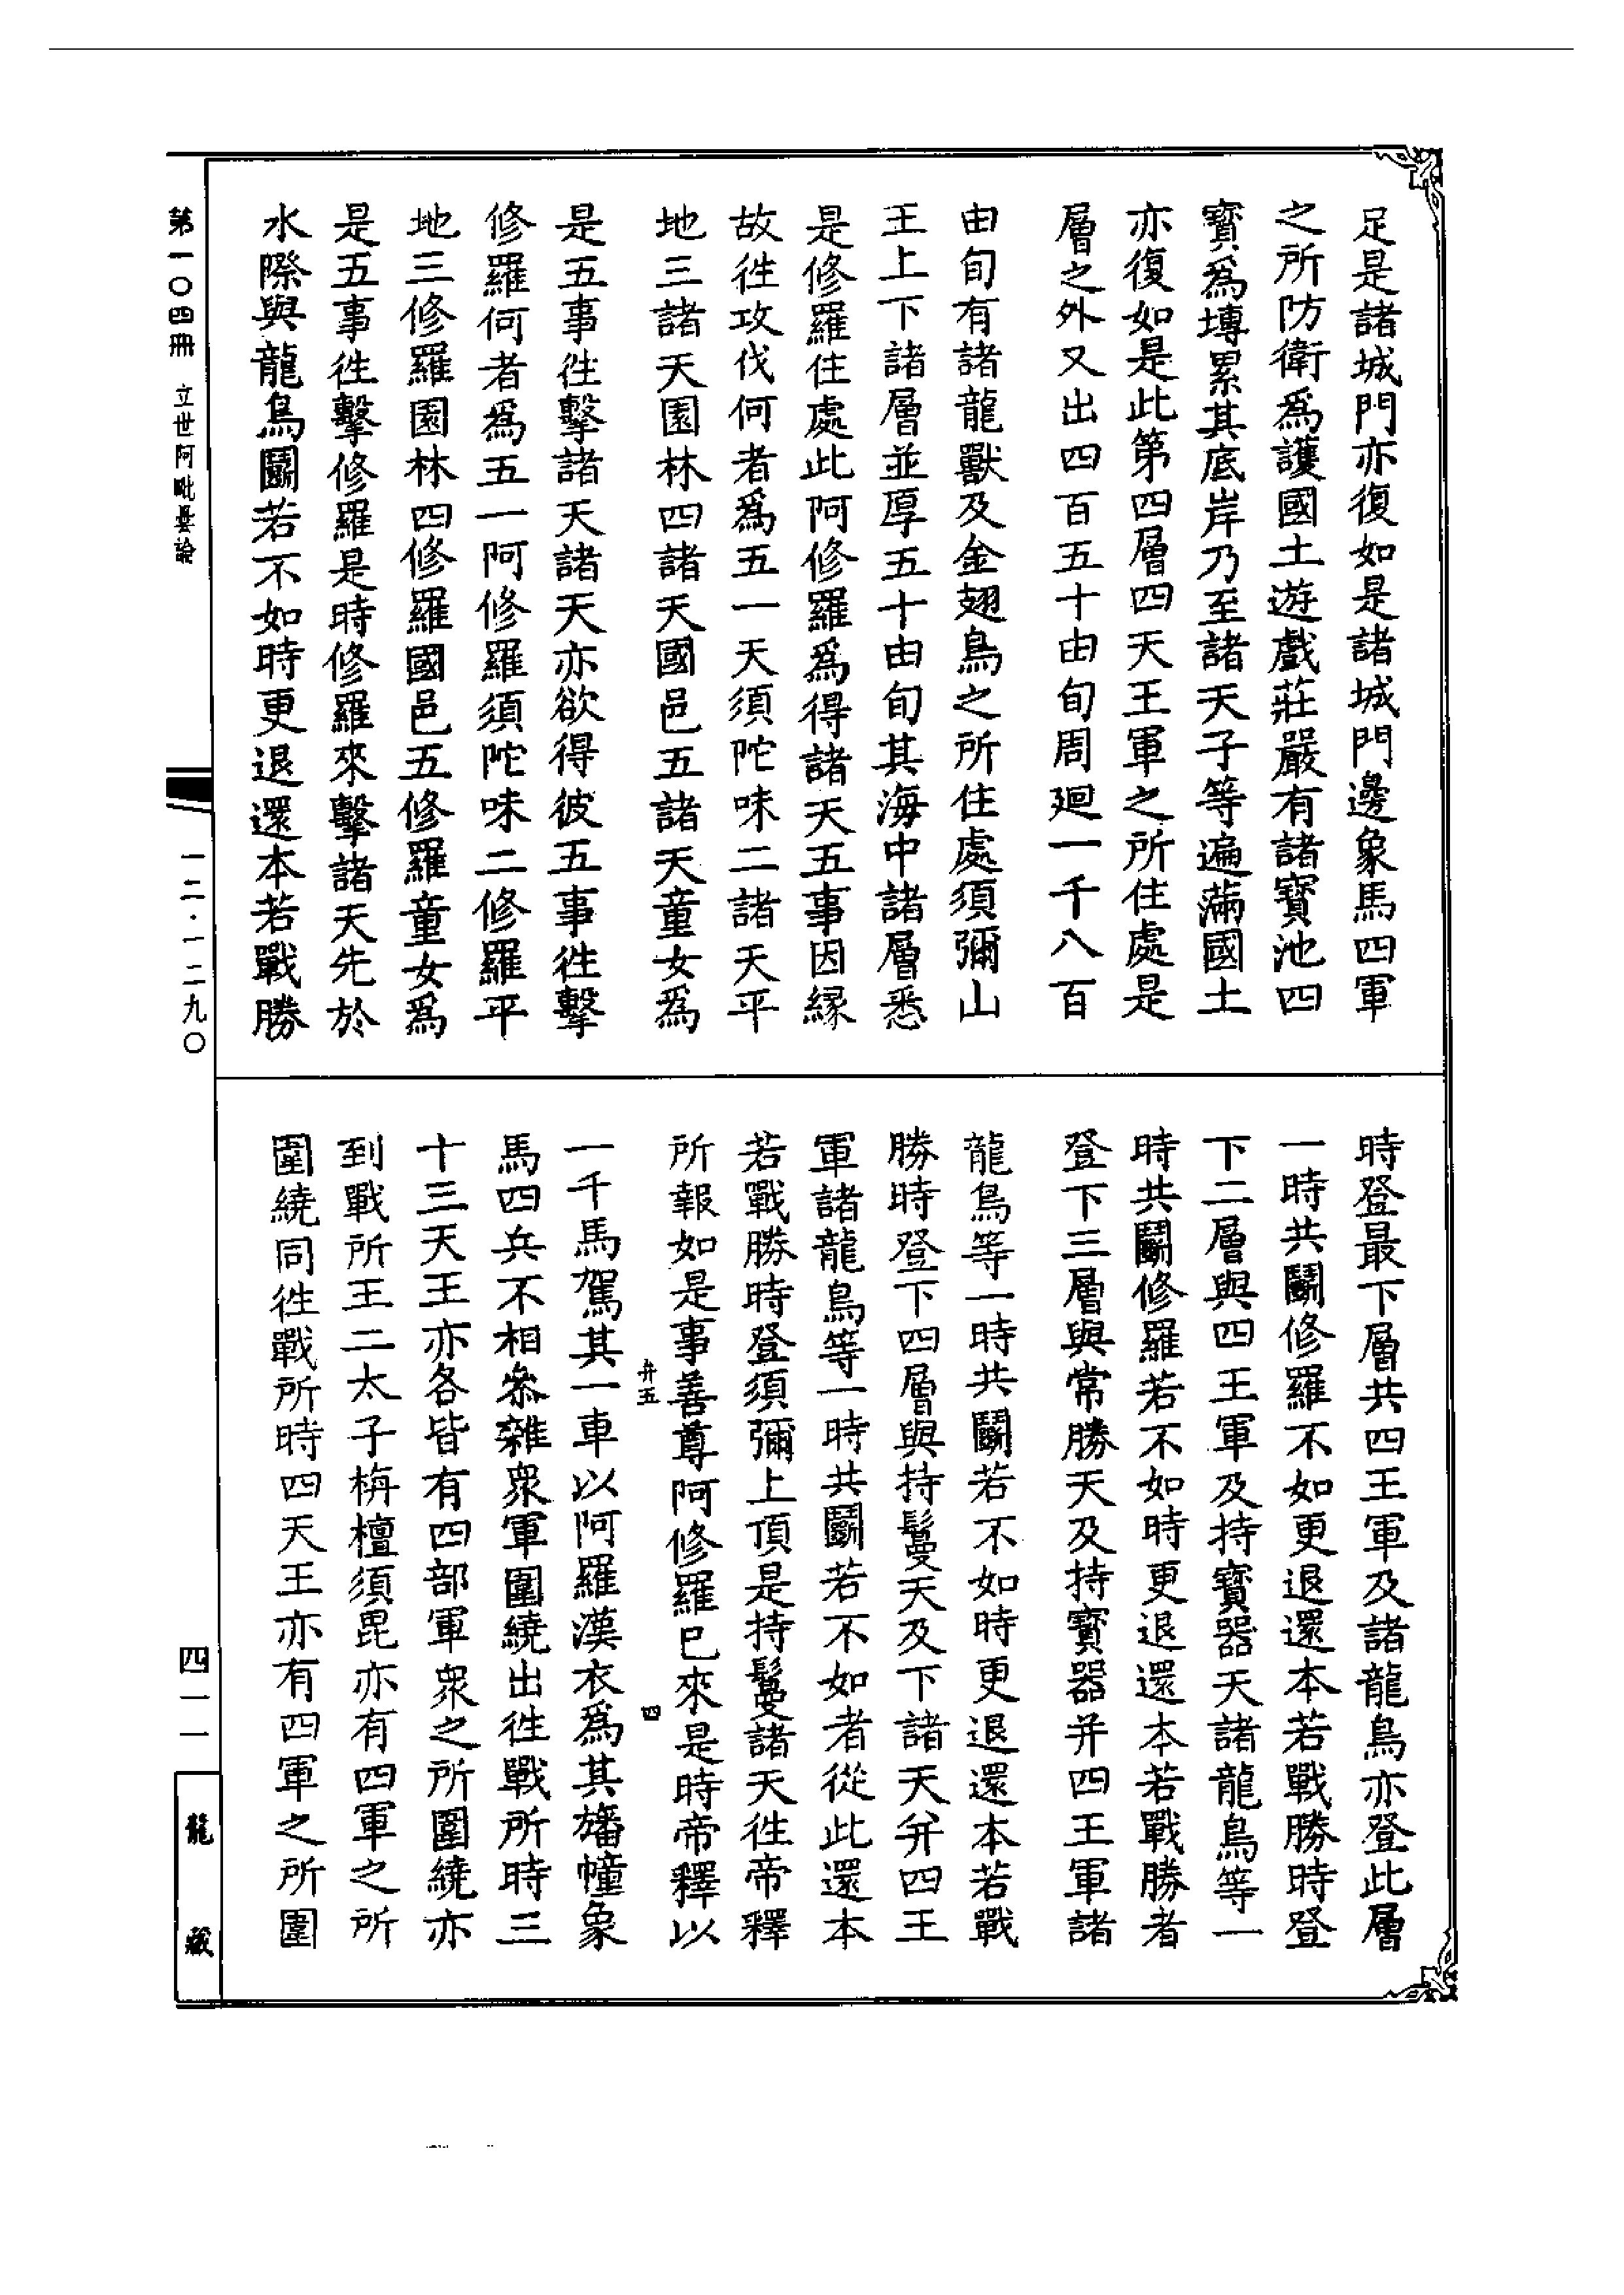 足是諸城門亦復如是諸城門邊象馬四軍
之所防衛爲護國土遊戲莊嚴有諸寶池四
寶爲塼累其底岸乃至諸天子等遍滿國土
亦復如是此第四層四天王軍之所住處是
層之外又出四百五十由旬周廻一千八百
由旬有諸龍獸及金翅鳥之所住處須彌山
王上下諸層並厚五十由旬其海中諸層悉
是修羅住處此阿修羅爲得諸天五事因緣
故徃攻伐何者爲五一天須陀味二諸天平
地三諸天園林四諸天國邑五諸天童女爲
是五事徃擊諸天諸天亦欲得彼五事徃擊
修羅何者爲五一阿修羅須陀味二修羅平
地三修羅園林四修羅國邑五修羅童女爲
是五事徃擊修羅是時修羅來擊諸天先於
水際與龍鳥鬬若不如時更退還本若戰勝
時登最下層共四王軍及諸龍鳥亦登此層
一時共鬬修羅不如更退還本若戰勝時登
下二層與四王軍及持寶器天諸龍鳥等一
時共鬬修羅若不如時更退還本若戰勝者
登下三層與常勝天及持寶器并四王軍諸
龍鳥等一時共鬬若不如時更退還本若戰
勝時登下四層與持鬘天及下諸天并四王
軍諸龍鳥等一時共鬬若不如者從此還本
若戰勝時登須彌上頂是持鬘諸天徃帝釋
所報如是事善尊阿修羅已來是時帝釋以
弁五 四
一千馬駕其一車以阿羅漢衣爲其旛幢象
馬四兵不相叅雜衆軍圍繞出徃戰所時三
十三天王亦各皆有四部軍衆之所圍繞亦
到戰所王二太子栴檀須毘亦有四軍之所
圍繞同徃戰所時四天王亦有四軍之所圍
第一〇四冊 立世阿毗曇論
一二·一二九〇
四一一
龍藏